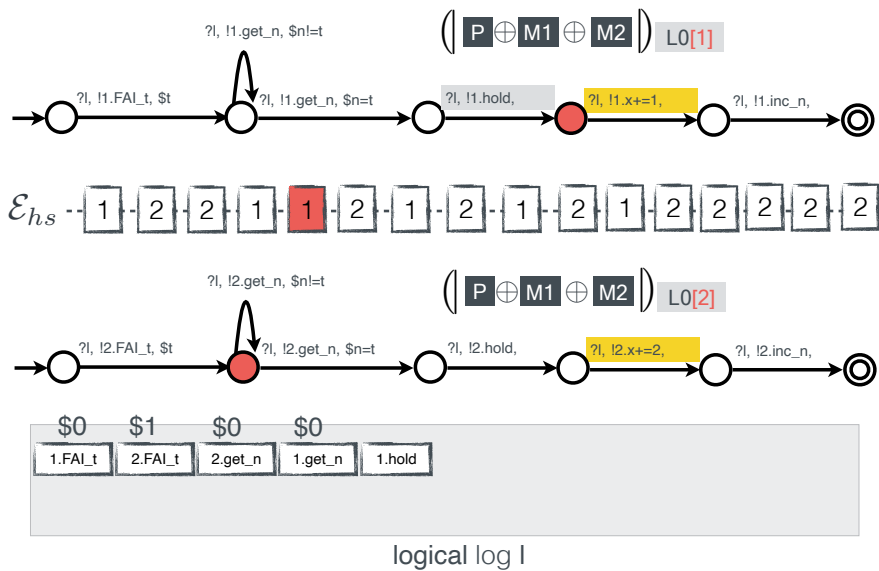 ?l, !1.get_n, $n!=t
( P ⊕ M1 ⊕ M2 ) L0[1]
?l, !1.FAI_t, $t
?l, !1.get_n, $n=t
?l, !1.hold,
?l, !1.x+=1,
?l, !1.inc_n,
ℰhs 1 2 2 1 1 2 1 2 1 2 1 2 2 2 2 2
?l, !2.get_n, $n!=t
( P ⊕ M1 ⊕ M2 ) L0[2]
?l, !2.FAI_t, $t
?l, !2.get_n, $n=t
?l, !2.hold,
?l, !2.x+=2,
?l, !2.inc_n,
$0 $1 $0 $0
1.FAI_t 2.FAI_t 2.get_n 1.get_n 1.hold
logical log l